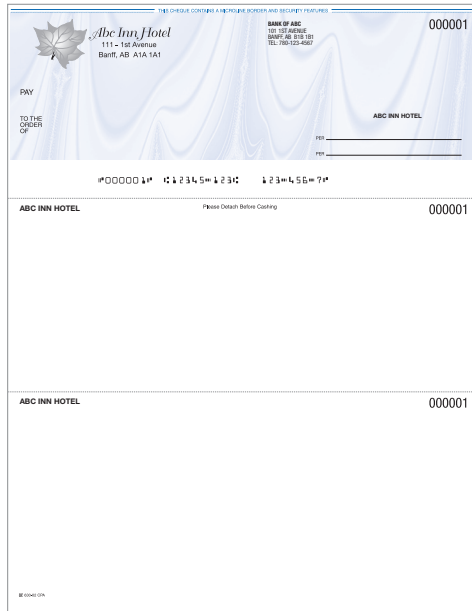 THIS CHEQUE CONTAINS A MICROLINE BORDER AND SECURITY FEATURES
Abc Inn Hotel
111 – 1st Avenue
Banff, AB A1A 1A1
BANK OF ABC
101 1ST AVENUE
BANFF, AB B1B 1B1
TEL: 780-123-4567
000001
PAY
TO THE
ORDER
OF
ABC INN HOTEL
PER
PER
⑈000001⑈ ⑆12345⑉123⑆ 123⑉456⑉7⑈
ABC INN HOTEL
Please Detach Before Cashing
000001
ABC INN HOTEL
000001